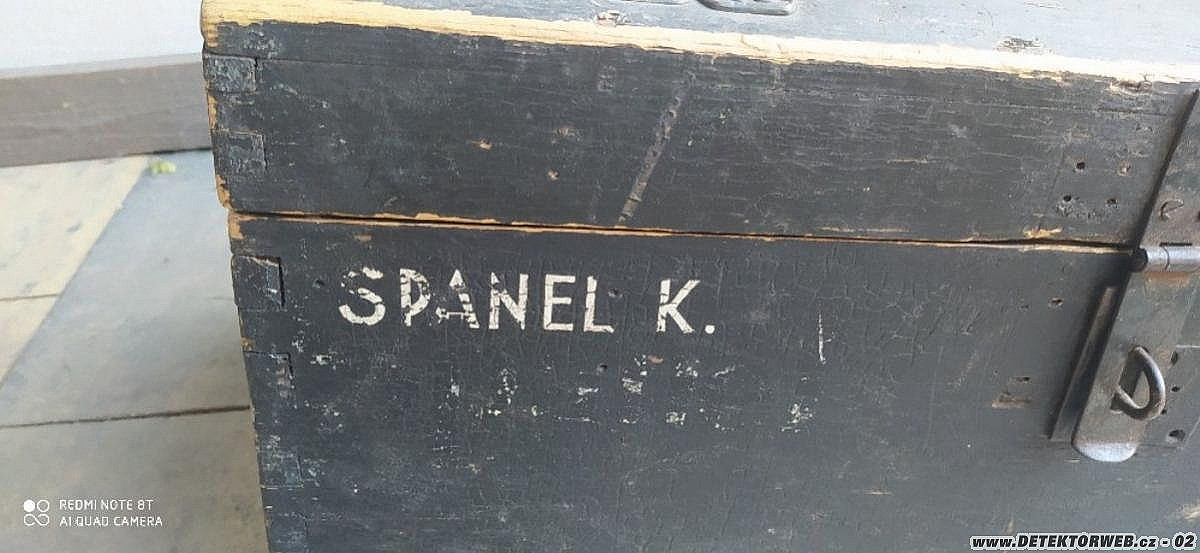 SPANEL K.
REDMI NOTE 8T
AI QUAD CAMERA
www.DETEKTORWEB.cz - 02